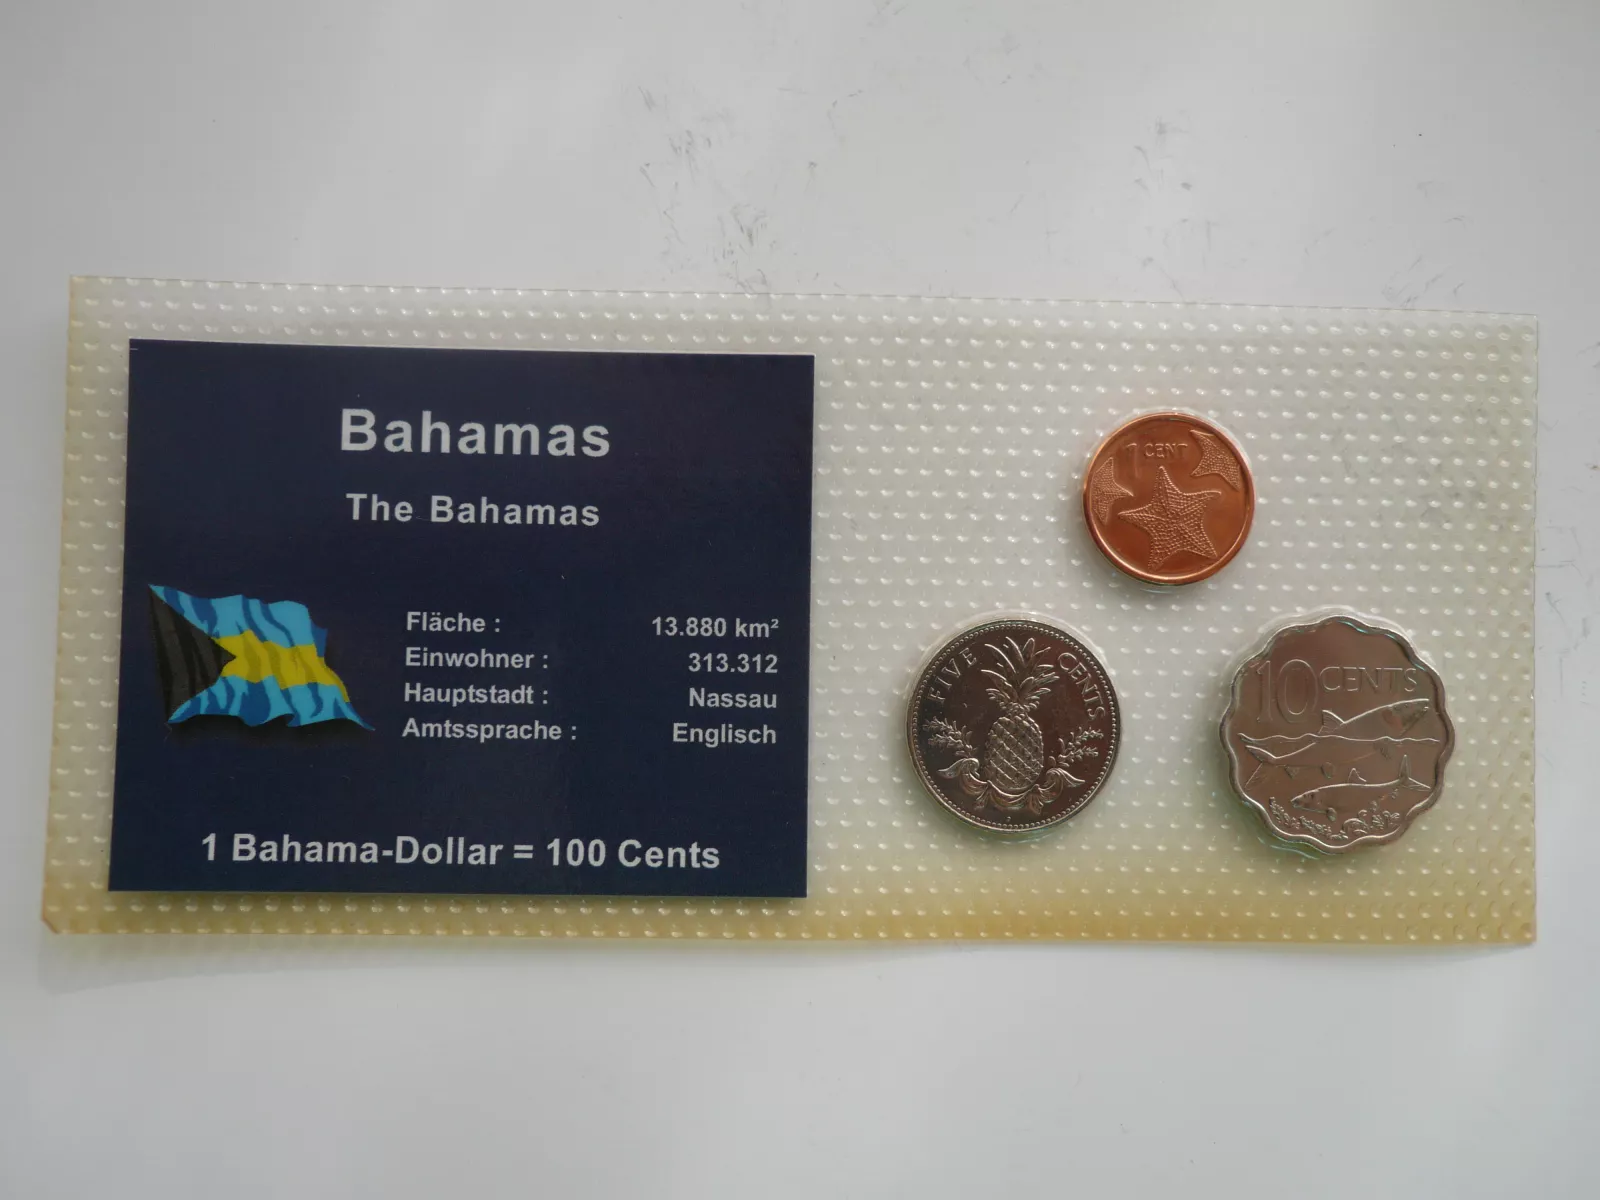 Bahamas
The Bahamas
Fläche : 13.880 km²
Einwohner : 313.312
Hauptstadt : Nassau
Amtssprache : Englisch
1 Bahama-Dollar = 100 Cents
1 CENT
FIVE CENTS
10 CENTS